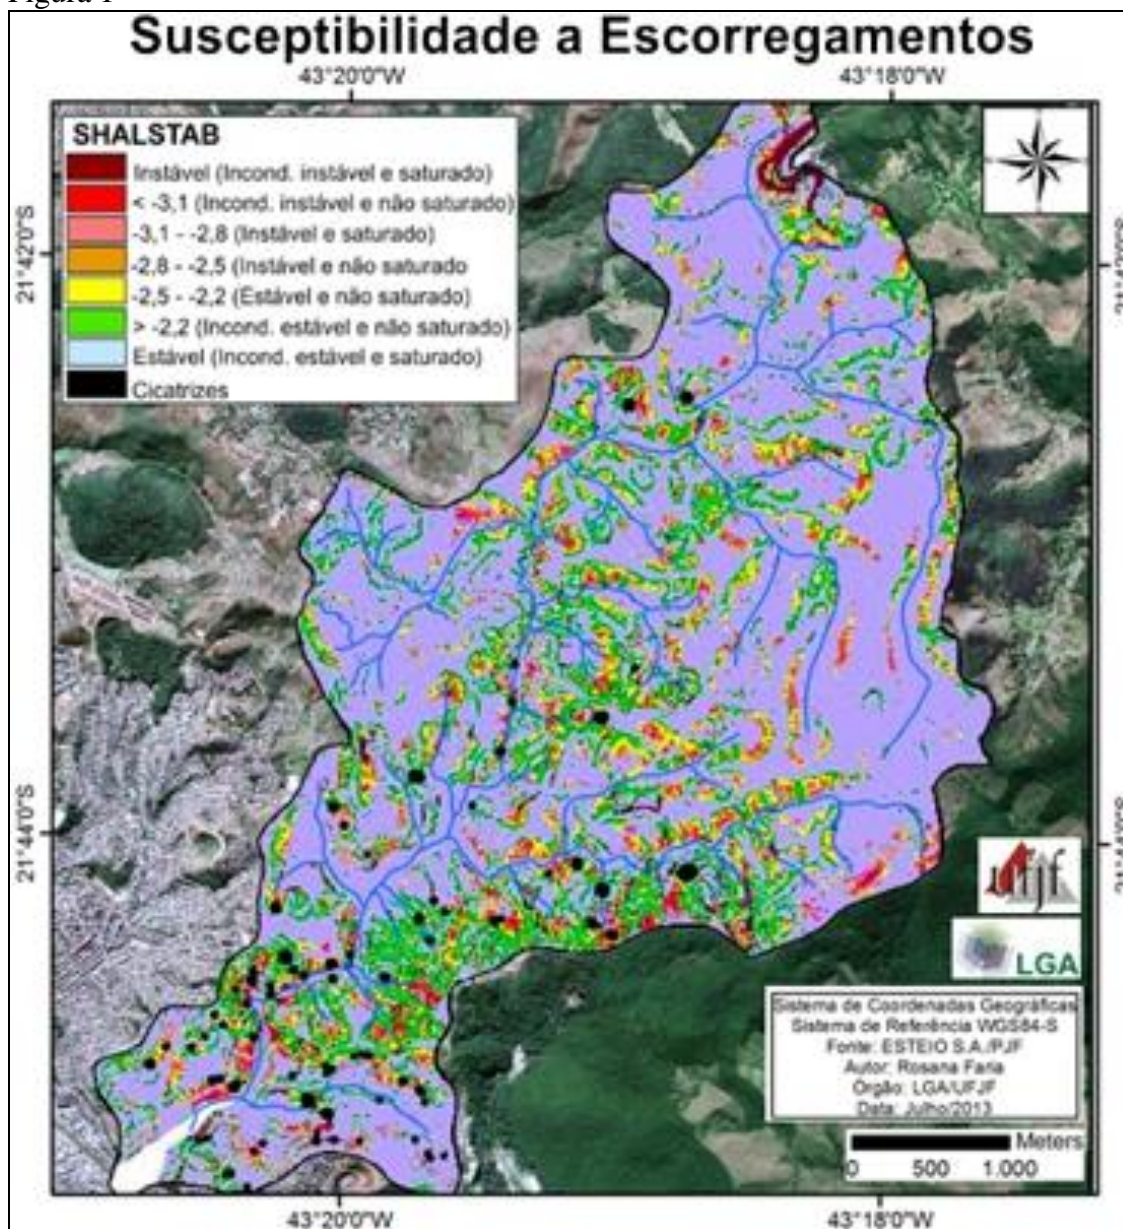 Figura 1
Susceptibilidade a Escorregamentos
43°20'0"W
43°18'0"W
SHALSTAB
Instável (Incond. instável e saturado)
< -3,1 (Incond. instável e não saturado)
-3,1 - -2,8 (Instável e saturado)
-2,8 - -2,5 (Instável e não saturado
-2,5 - -2,2 (Estável e não saturado)
> -2,2 (Incond. estável e não saturado)
Estável (Incond. estável e saturado)
Cicatrizes
21°42'0"S
21°44'0"S
ufjf
LGA
Sistema de Coordenadas Geográficas
Sistema de Referência WGS84-S
Fonte: ESTEIO S.A./PJF
Autor: Rosana Faria
Órgão: LGA/UFJF
Data: Julho/2013
Meters
0 500 1.000
43°20'0"W
43°18'0"W